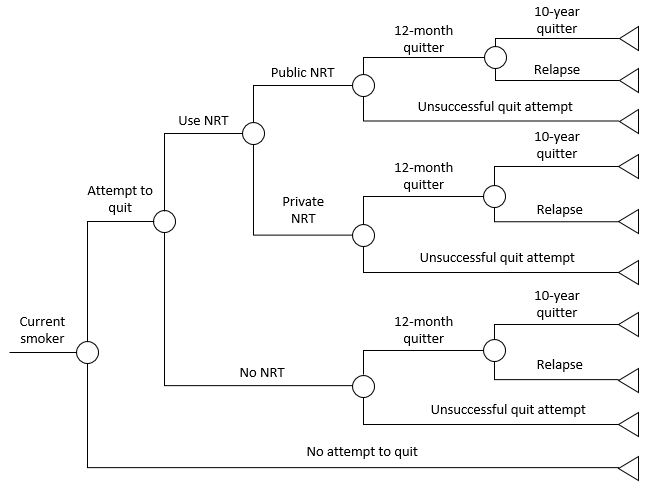 10-year
quitter
12-month
quitter
Relapse
Public NRT
Unsuccessful quit attempt
Use NRT
10-year
quitter
12-month
quitter
Private
NRT
Relapse
Attempt to
quit
Unsuccessful quit attempt
10-year
quitter
Current
smoker
12-month
quitter
Relapse
No NRT
Unsuccessful quit attempt
No attempt to quit